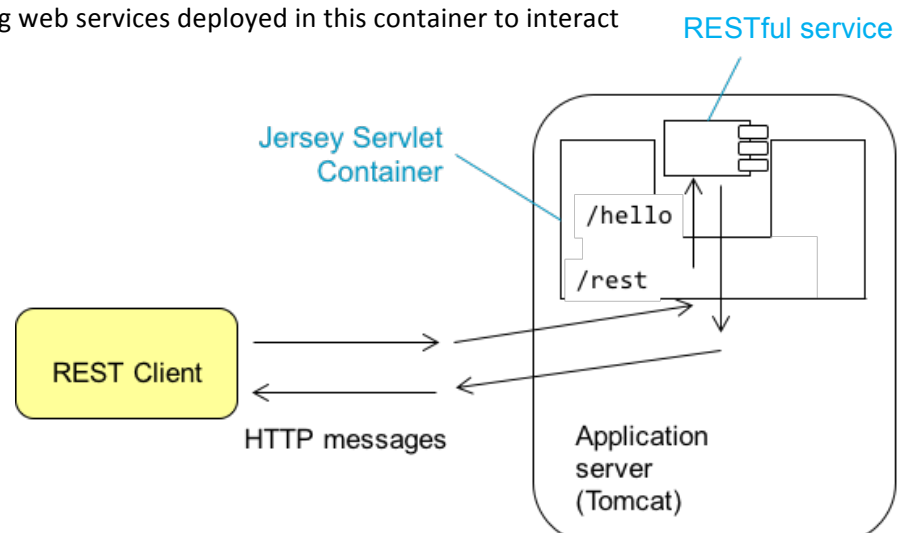 g web services deployed in this container to interact
RESTful service
Jersey Servlet
Container
/hello
/rest
REST Client
HTTP messages
Application
server
(Tomcat)